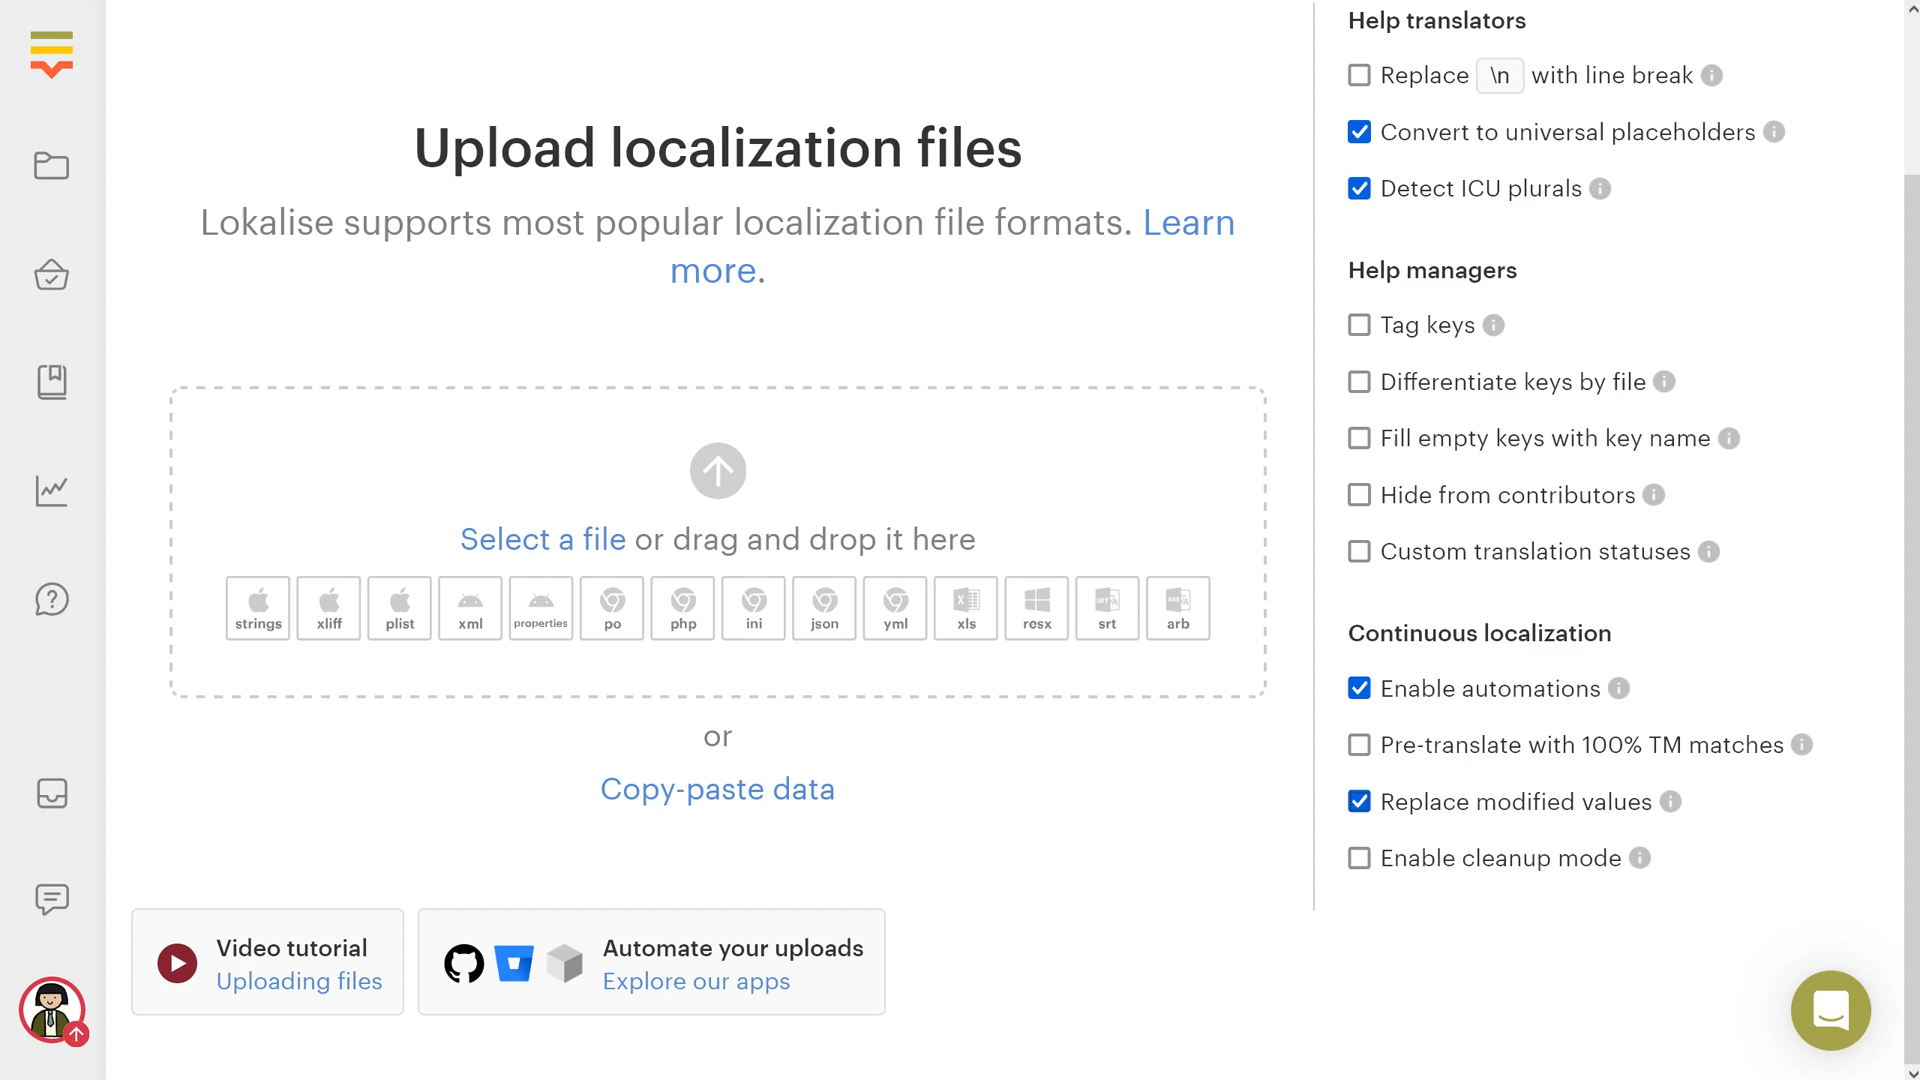 Upload localization files
Lokalise supports most popular localization file formats. Learn
more.
Select a file or drag and drop it here
strings xliff plist xml properties po php ini json yml xls resx srt arb
or
Copy-paste data
Video tutorial
Uploading files
Automate your uploads
Explore our apps
Help translators
Replace \n with line break
Convert to universal placeholders
Detect ICU plurals
Help managers
Tag keys
Differentiate keys by file
Fill empty keys with key name
Hide from contributors
Custom translation statuses
Continuous localization
Enable automations
Pre-translate with 100% TM matches
Replace modified values
Enable cleanup mode